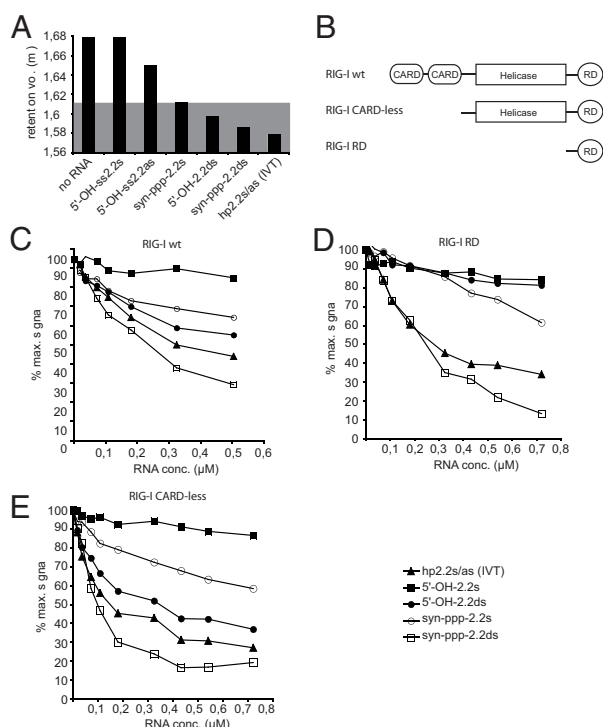 A
1,68
1,66
1,64
1,62
1,6
1,58
1,56
retent on vo . (m )
no RNA
5'-OH-ss2.2s
5'-OH-ss2.2as
syn-ppp-2.2s
5'-OH-2.2ds
syn-ppp-2.2ds
hp2.2s/as (IVT)
B
RIG-I wt
CARD
CARD
Helicase
RD
RIG-I CARD-less
Helicase
RD
RIG-I RD
RD
C
RIG-I wt
100
90
80
70
60
50
40
30
20
10
0
% max. s gna
0
0,1
0,2
0,3
0,4
0,5
0,6
RNA conc. (µM)
D
RIG-I RD
100
90
80
70
60
50
40
30
20
10
0
% max. s gna
0
0,1
0,2
0,3
0,4
0,5
0,6
0,7
0,8
RNA conc. (µM)
E
RIG-I CARD-less
100
90
80
70
60
50
40
30
20
10
0
% max. s gna
0,1
0,2
0,3
0,4
0,5
0,6
0,7
0,8
RNA conc. (µM)
hp2.2s/as (IVT)
5'-OH-2.2s
5'-OH-2.2ds
syn-ppp-2.2s
syn-ppp-2.2ds